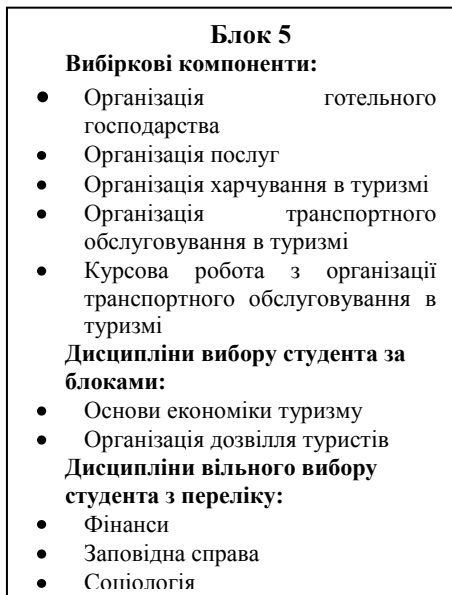 Блок 5
Вибіркові компоненти:
• Організація готельного
господарства
• Організація послуг
• Організація харчування в туризмі
• Організація транспортного
обслуговування в туризмі
• Курсова робота з організації
транспортного обслуговування в
туризмі
Дисципліни вибору студента за
блоками:
• Основи економіки туризму
• Організація дозвілля туристів
Дисципліни вільного вибору
студента з переліку:
• Фінанси
• Заповідна справа
• Соціологія